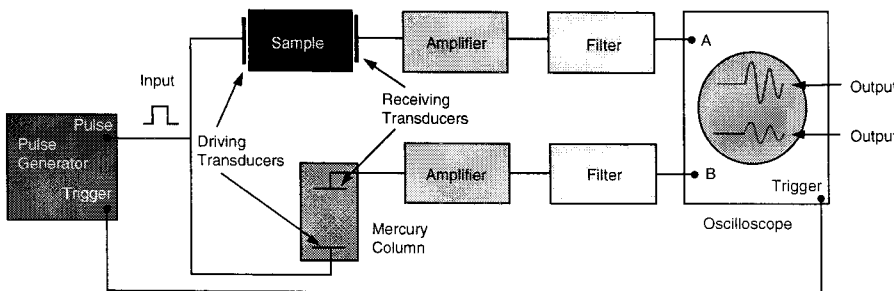 Sample
Amplifier
Filter
A
Input
Output
Pulse
Pulse
Generator
Trigger
Receiving
Transducers
Driving
Transducers
Output
Amplifier
Filter
B
Trigger
Mercury
Column
Oscilloscope